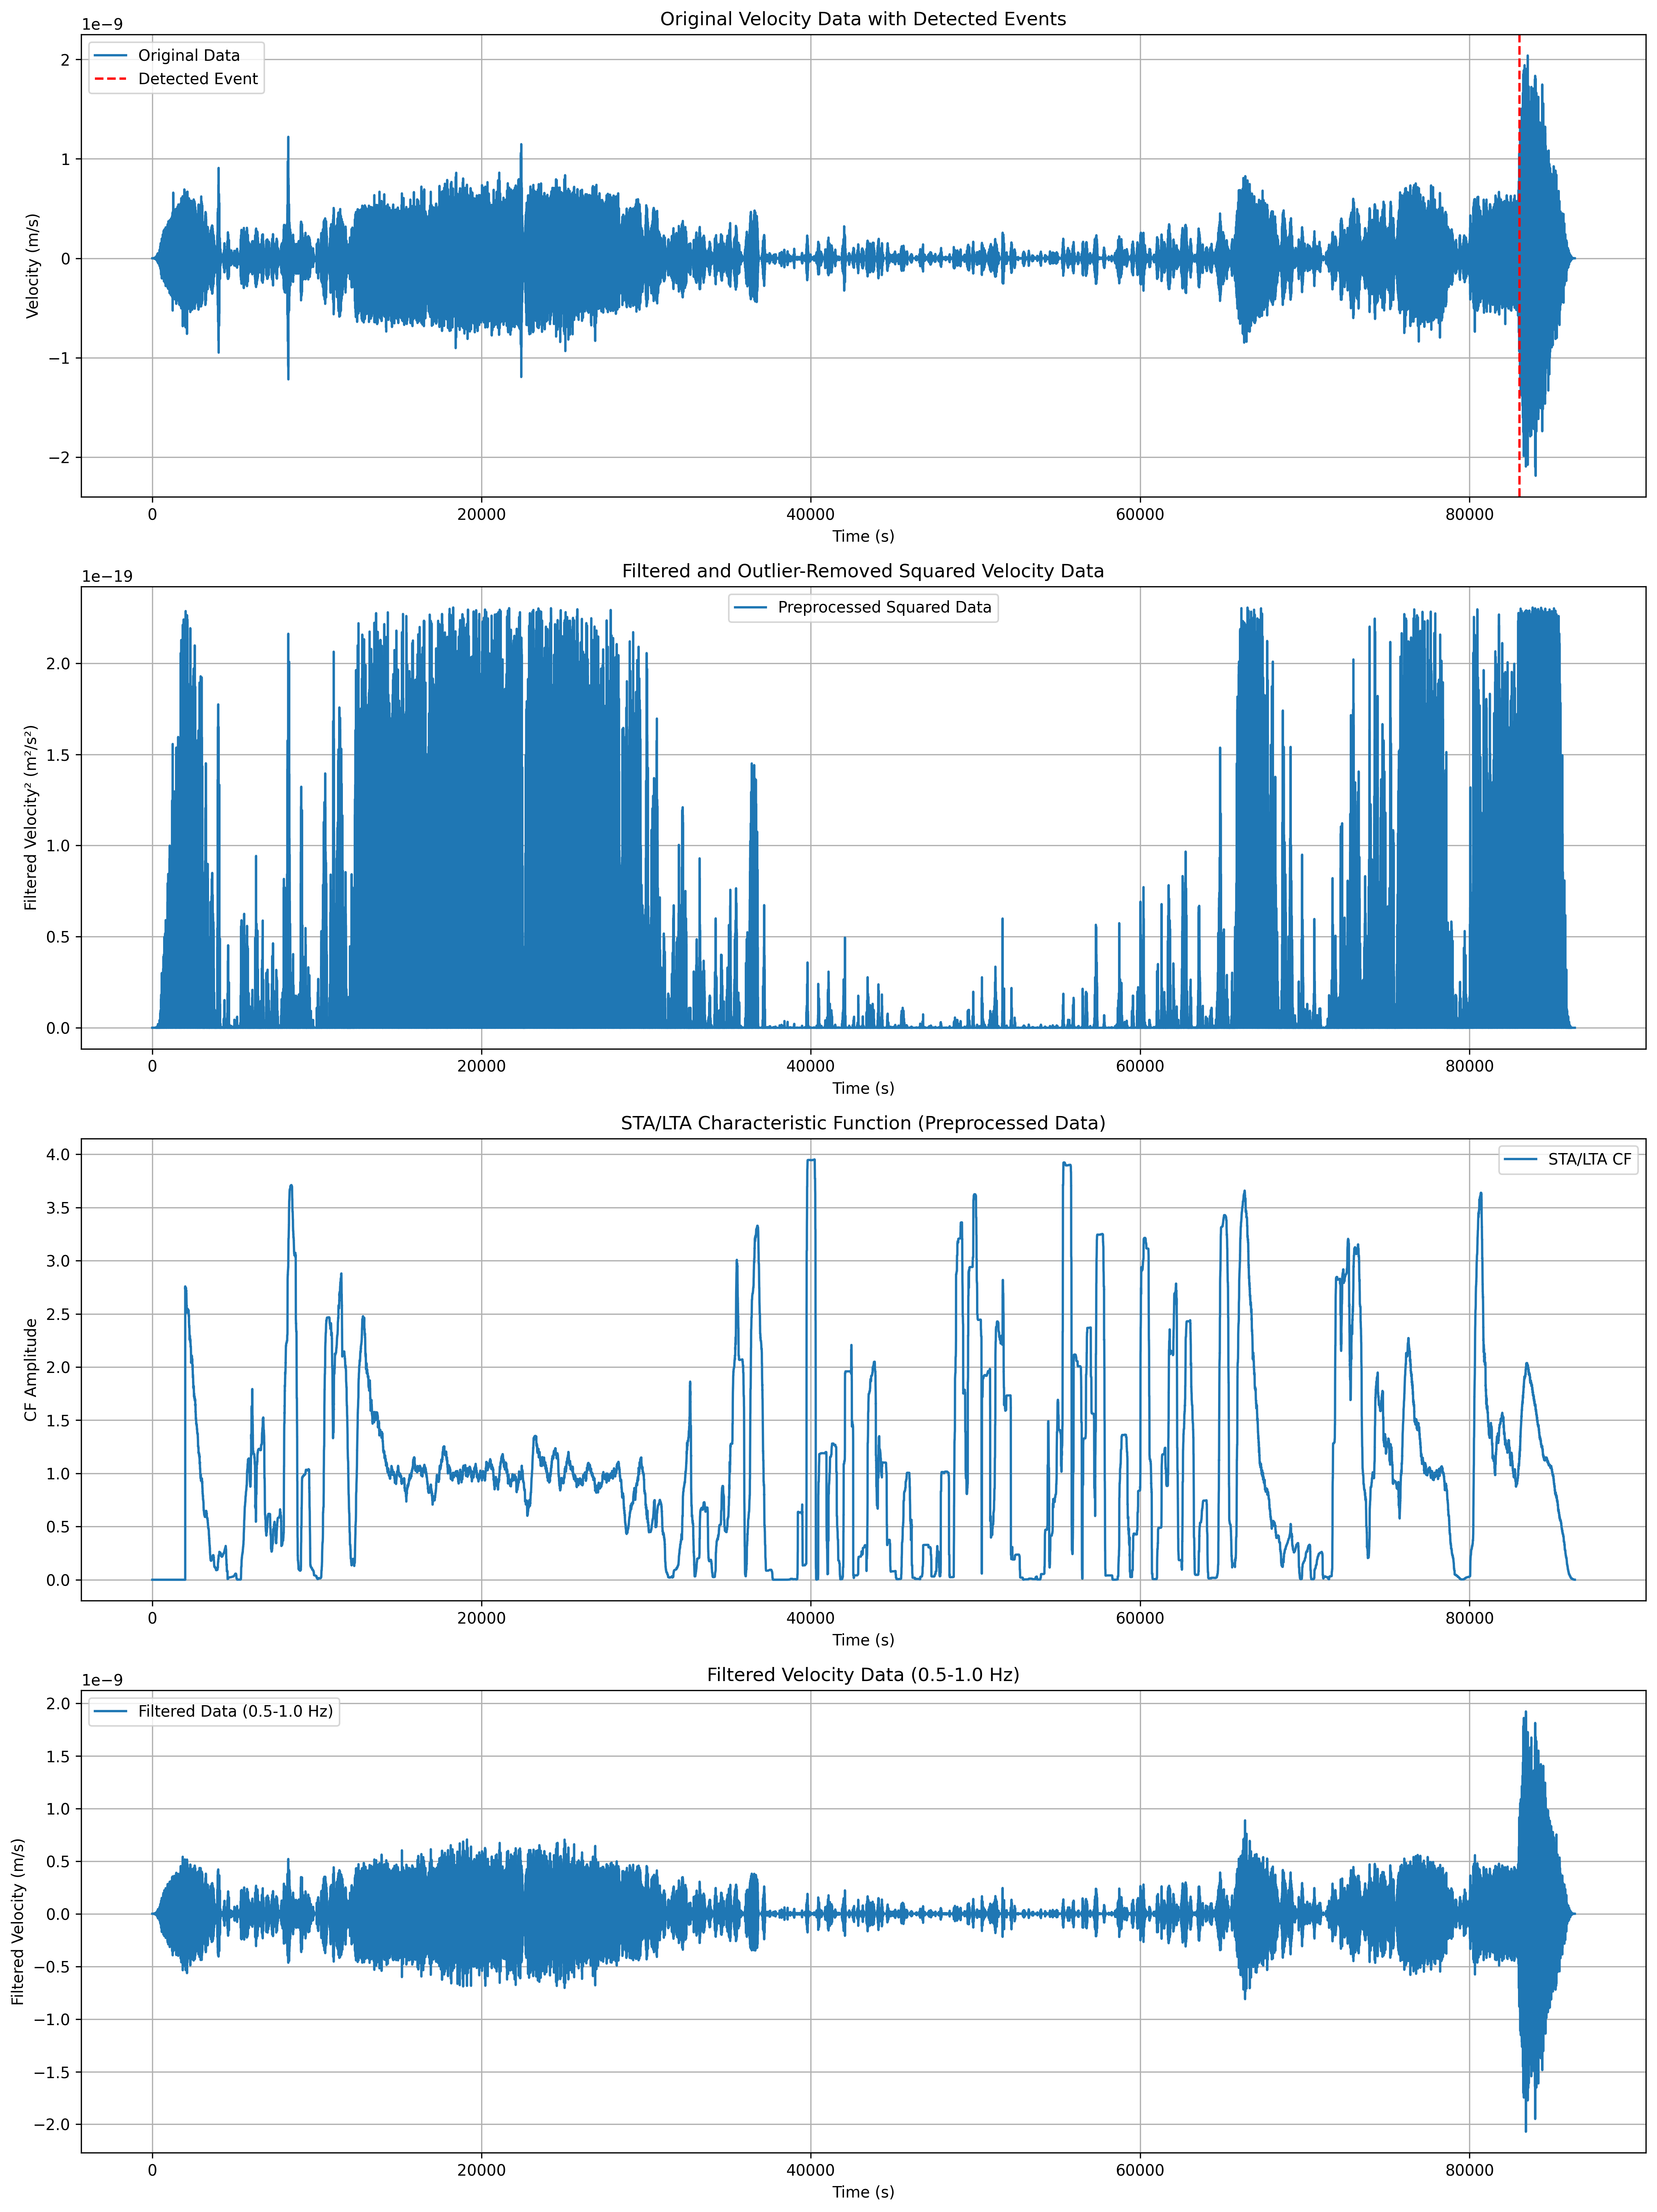 Original Velocity Data with Detected Events
1e−9
Original Data
Detected Event
Velocity (m/s)
2
1
0
−1
−2
0 20000 40000 60000 80000
Time (s)
Filtered and Outlier-Removed Squared Velocity Data
1e−19
Preprocessed Squared Data
Filtered Velocity² (m²/s²)
2.0
1.5
1.0
0.5
0.0
0 20000 40000 60000 80000
Time (s)
STA/LTA Characteristic Function (Preprocessed Data)
STA/LTA CF
CF Amplitude
4.0
3.5
3.0
2.5
2.0
1.5
1.0
0.5
0.0
0 20000 40000 60000 80000
Time (s)
Filtered Velocity Data (0.5-1.0 Hz)
1e−9
Filtered Data (0.5-1.0 Hz)
Filtered Velocity (m/s)
2.0
1.5
1.0
0.5
0.0
−0.5
−1.0
−1.5
−2.0
0 20000 40000 60000 80000
Time (s)